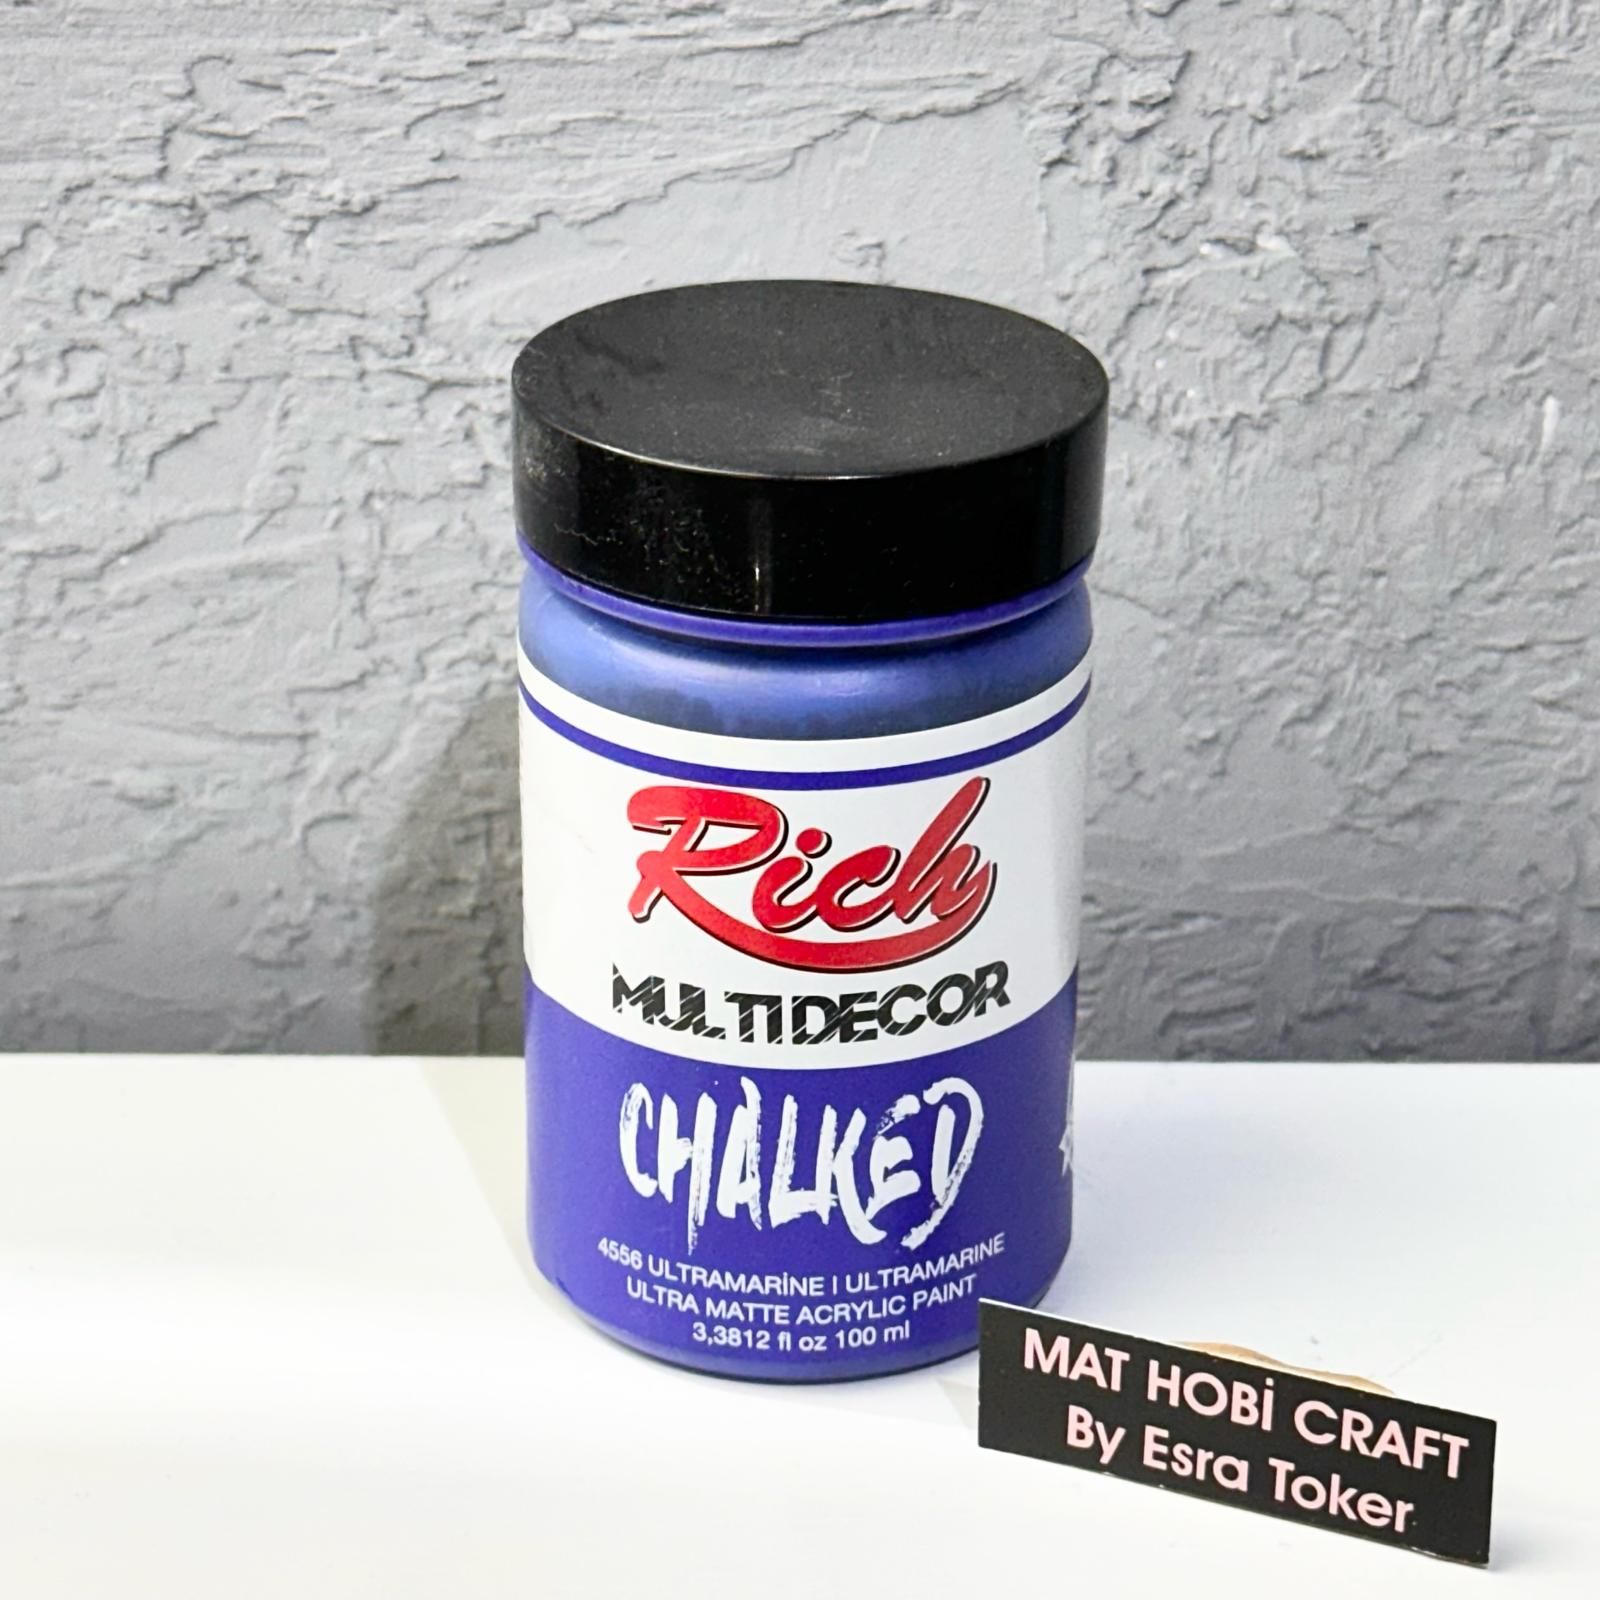 Rich
MULTIDECOR
CHALKED
4556 ULTRAMARİNE | ULTRAMARINE
ULTRA MATTE ACRYLIC PAINT
3,3812 fl oz 100 ml
MAT HOBİ CRAFT
By Esra Toker